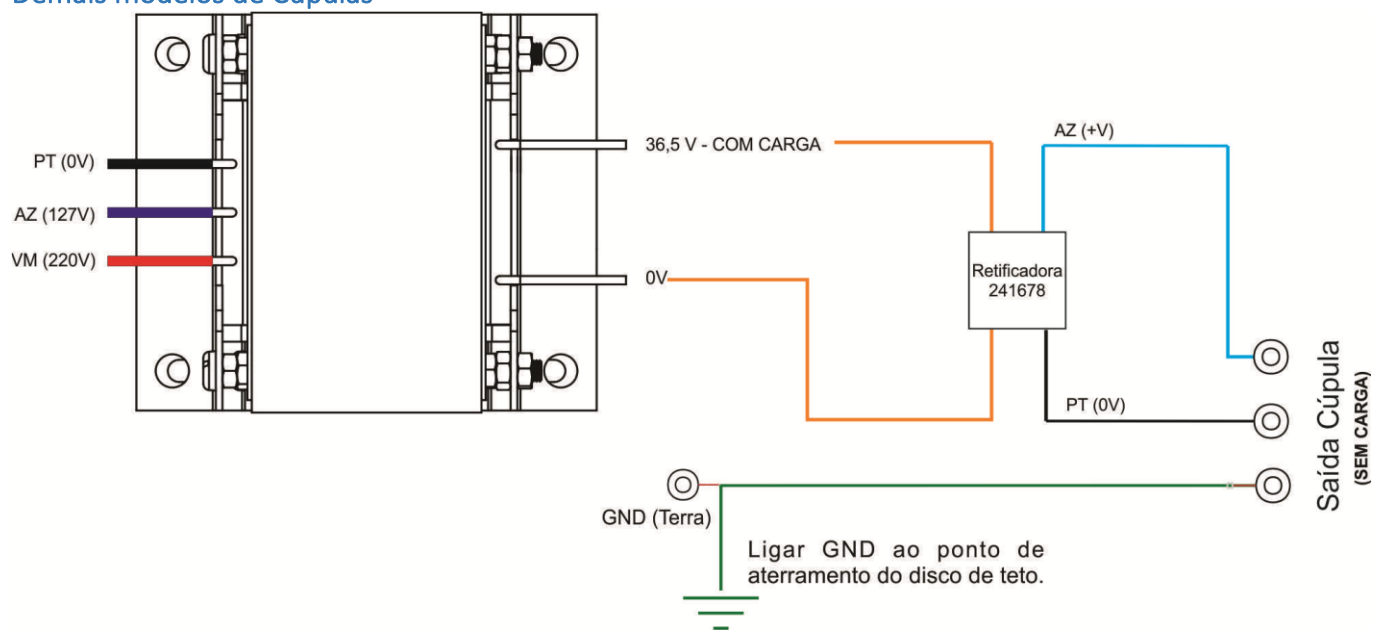 Demais modelos de Cúpulas
PT (0V)
AZ (127V)
VM (220V)
36,5 V - COM CARGA
0V
AZ (+V)
Retificadora
241678
PT (0V)
Saída Cúpula
(SEM CARGA)
GND (Terra)
Ligar GND ao ponto de
aterramento do disco de teto.